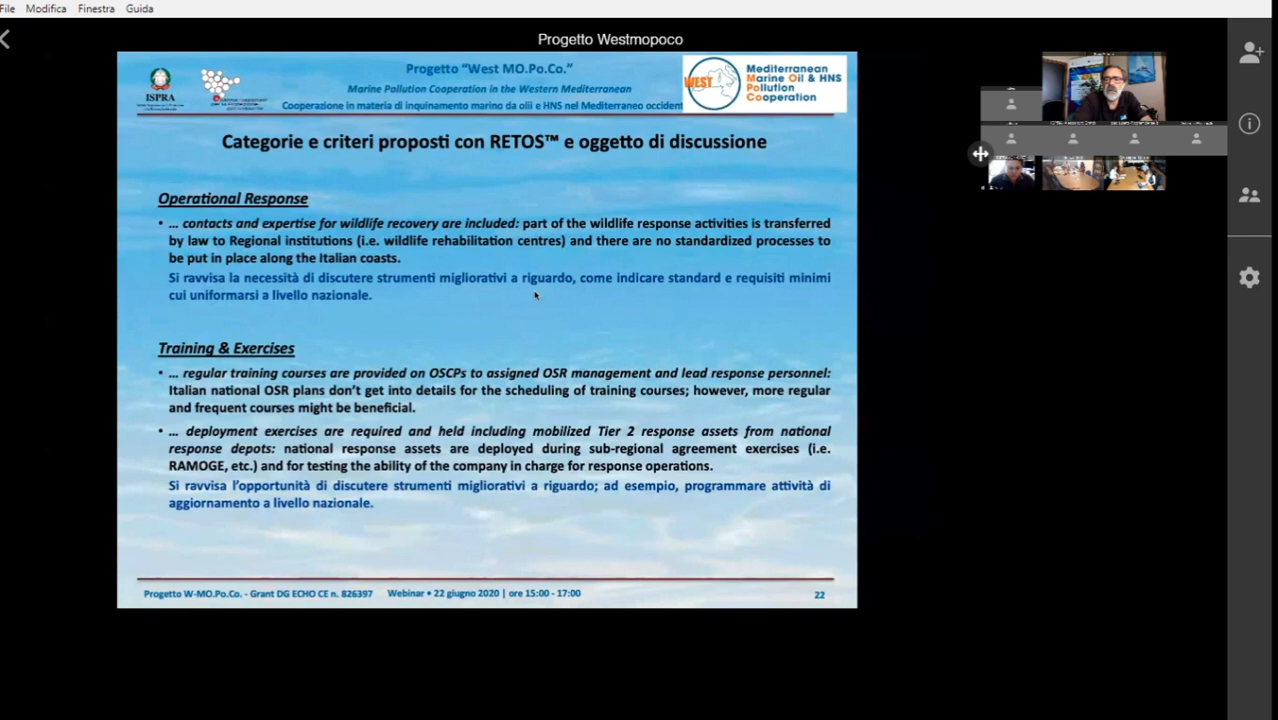 File Modifica Finestra Guida
Progetto Westmopoco
Progetto “West MO.Po.Co.”
Marine Pollution Cooperation in the Western Mediterranean
Cooperazione in materia di inquinamento marino da olii e HNS nel Mediterraneo occident
ISPRA
WEST
Mediterranean
Marine Oil & HNS
Pollution
Cooperation
Categorie e criteri proposti con RETOS™ e oggetto di discussione
Operational Response
• ... contacts and expertise for wildlife recovery are included: part of the wildlife response activities is transferred
by law to Regional institutions (i.e. wildlife rehabilitation centres) and there are no standardized processes to
be put in place along the Italian coasts.
Si ravvisa la necessità di discutere strumenti migliorativi a riguardo, come indicare standard e requisiti minimi
cui uniformarsi a livello nazionale.
Training & Exercises
• ... regular training courses are provided on OSCPs to assigned OSR management and lead response personnel:
Italian national OSR plans don’t get into details for the scheduling of training courses; however, more regular
and frequent courses might be beneficial.
• ... deployment exercises are required and held including mobilized Tier 2 response assets from national
response depots: national response assets are deployed during sub-regional agreement exercises (i.e.
RAMOGE, etc.) and for testing the ability of the company in charge for response operations.
Si ravvisa l’opportunità di discutere strumenti migliorativi a riguardo; ad esempio, programmare attività di
aggiornamento a livello nazionale.
Progetto W-MO.Po.Co. - Grant DG ECHO CE n. 826397 Webinar • 22 giugno 2020 | ore 15:00 - 17:00 22